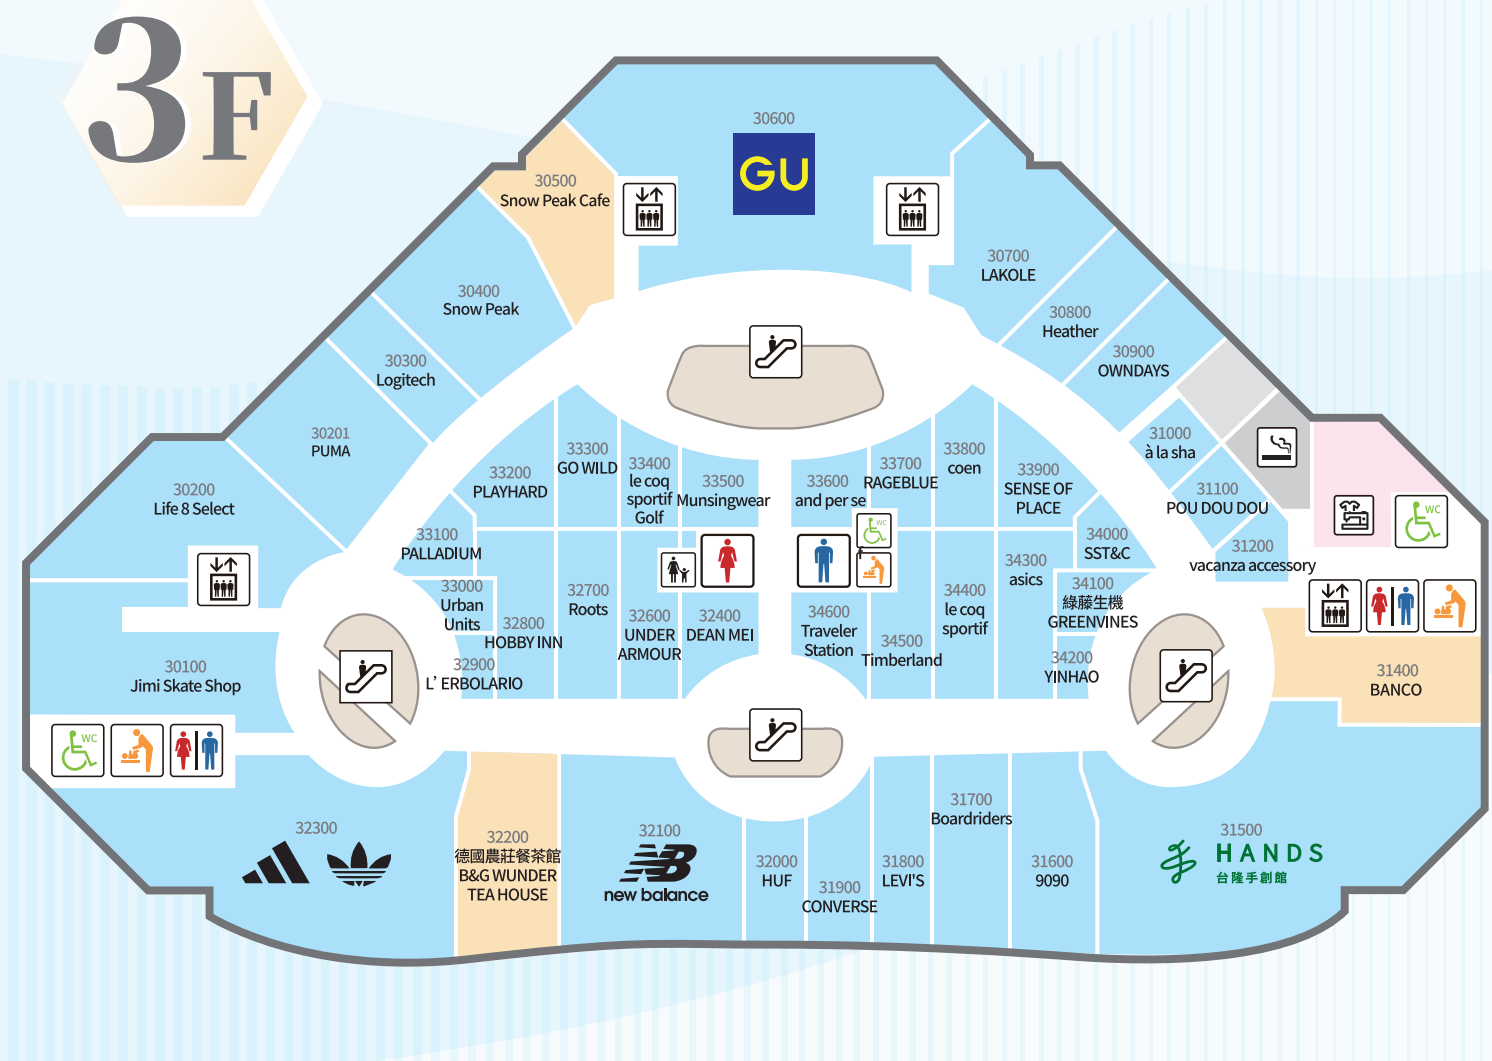 3F
30600
GU
30500
Snow Peak Cafe
30700
LAKOLE
30400
Snow Peak
30800
Heather
30300
Logitech
30900
OWNDAYS
30201
PUMA
31000
à la sha
30200
Life 8 Select
33200
PLAYHARD
33300
GO WILD
33400
le coq
sportif
Golf
33500
Munsingwear
33600
and per se
33700
RAGEBLUE
33800
coen
33900
SENSE OF
PLACE
31100
POU DOU DOU
WC
WC
33100
PALLADIUM
34000
SST&C
31200
vacanza accessory
f
33000
Urban
Units
32800
HOBBY INN
32700
Roots
32600
UNDER
ARMOUR
32400
DEAN MEI
34600
Traveler
Station
34500
Timberland
34400
le coq
sportif
34300
asics
34100
綠藤生機
GREENVINES
34200
YINHAO
32900
L’ ERBOLARIO
30100
Jimi Skate Shop
31400
BANCO
WC
32300
32200
德國農莊餐茶館
B&G WUNDER
TEA HOUSE
32100
NB
new balance
32000
HUF
31900
CONVERSE
31800
LEVI'S
31700
Boardriders
31600
9090
31500
HANDS
台隆手創館